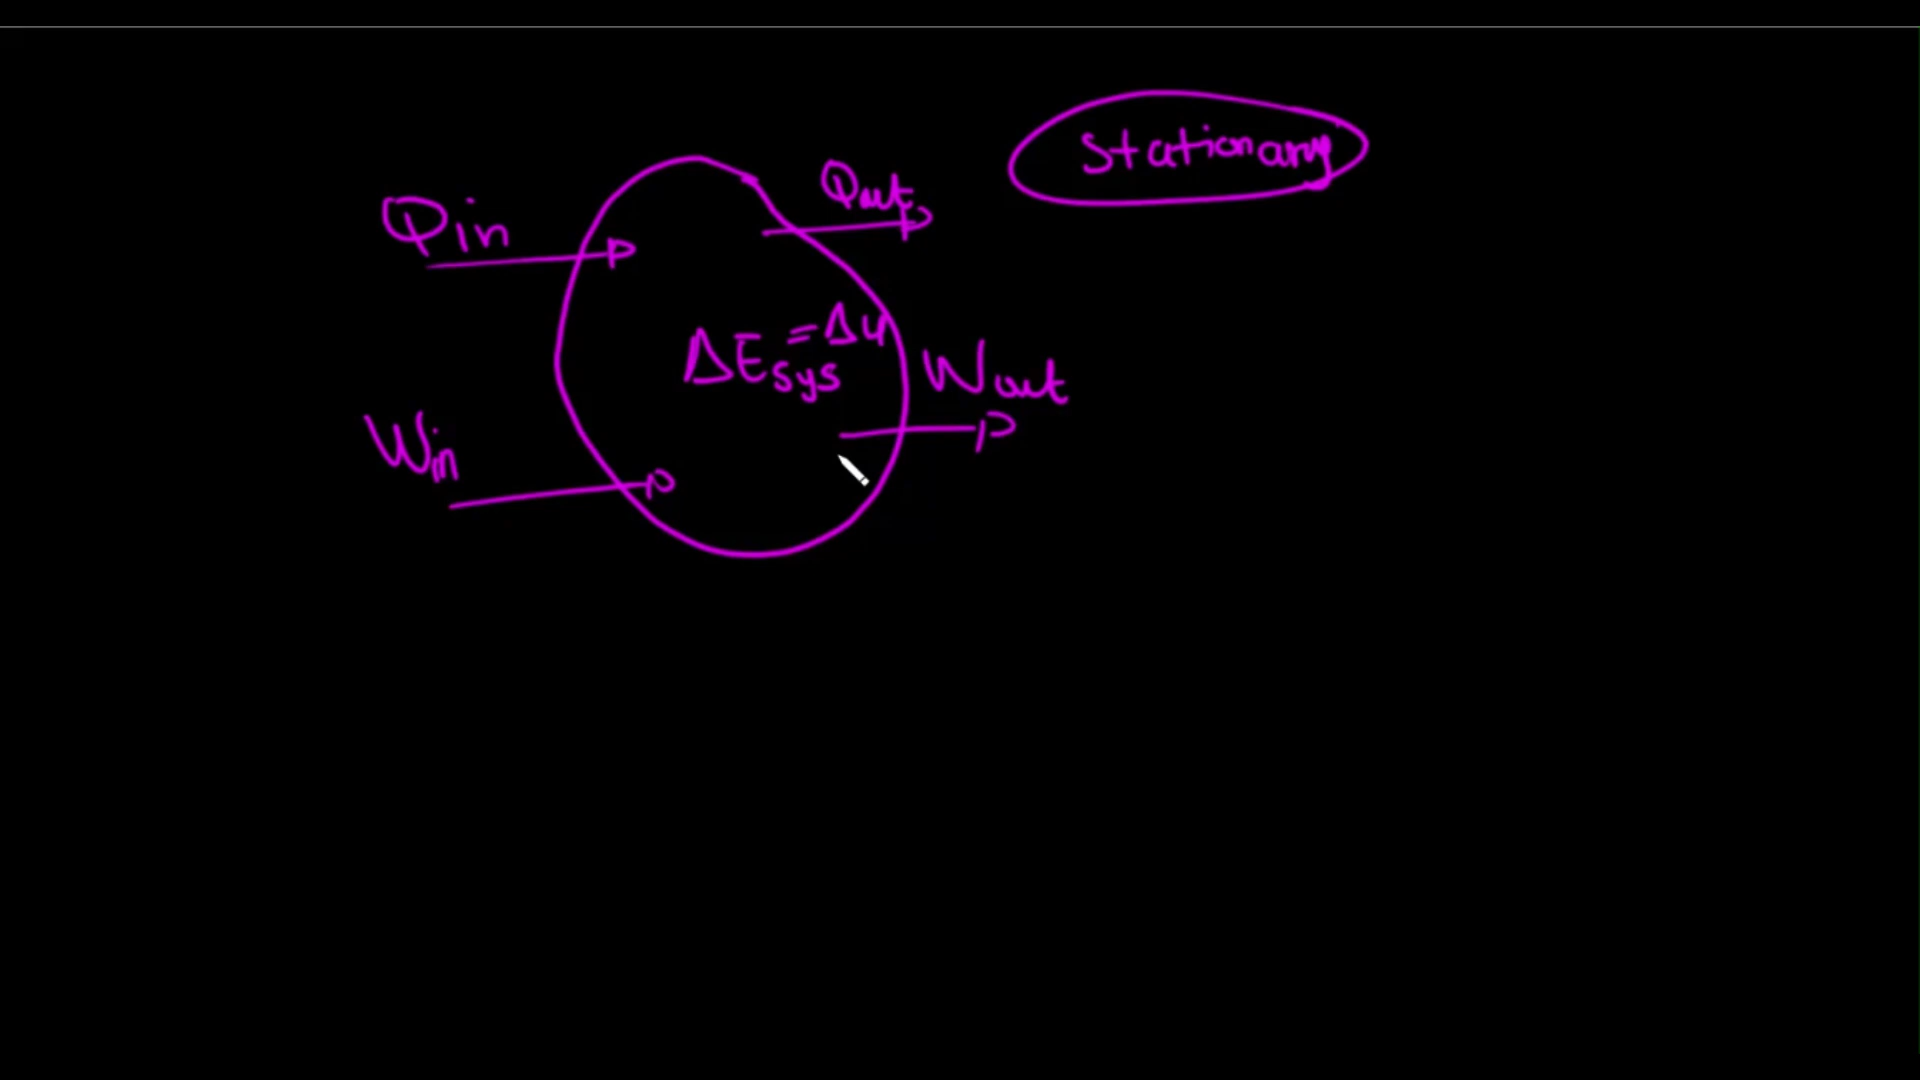 Stationary
Qin
Qout
ΔEsys = Δu
Wout
Win